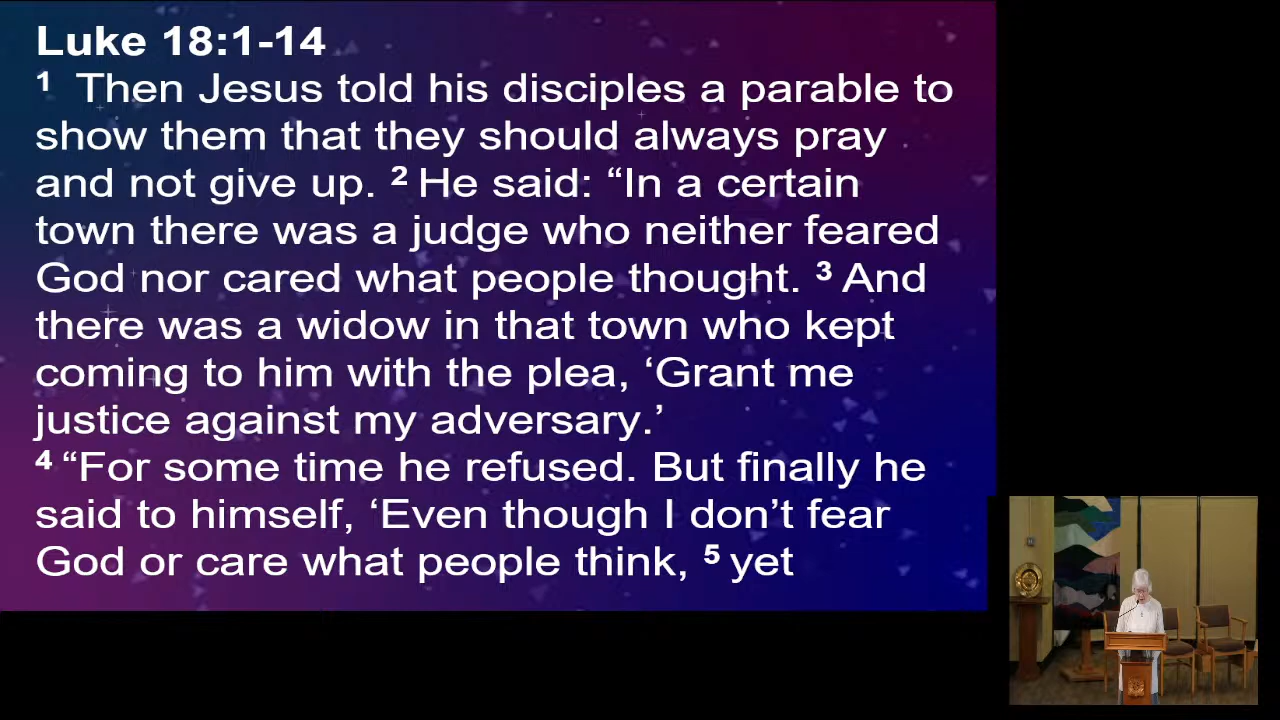 Luke 18:1-14
1 Then Jesus told his disciples a parable to
show them that they should always pray
and not give up. 2 He said: “In a certain
town there was a judge who neither feared
God nor cared what people thought. 3 And
there was a widow in that town who kept
coming to him with the plea, ‘Grant me
justice against my adversary.’
4 “For some time he refused. But finally he
said to himself, ‘Even though I don’t fear
God or care what people think, 5 yet